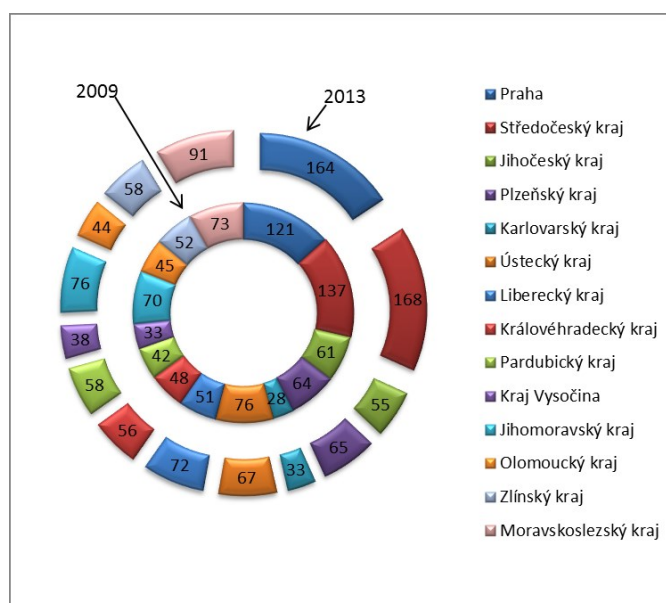 2009
2013
164
168
55
65
33
67
72
56
58
38
76
44
58
91
121
137
61
64
28
76
51
48
42
33
70
45
52
73
Praha
Středočeský kraj
Jihočeský kraj
Plzeňský kraj
Karlovarský kraj
Ústecký kraj
Liberecký kraj
Královéhradecký kraj
Pardubický kraj
Kraj Vysočina
Jihomoravský kraj
Olomoucký kraj
Zlínský kraj
Moravskoslezský kraj